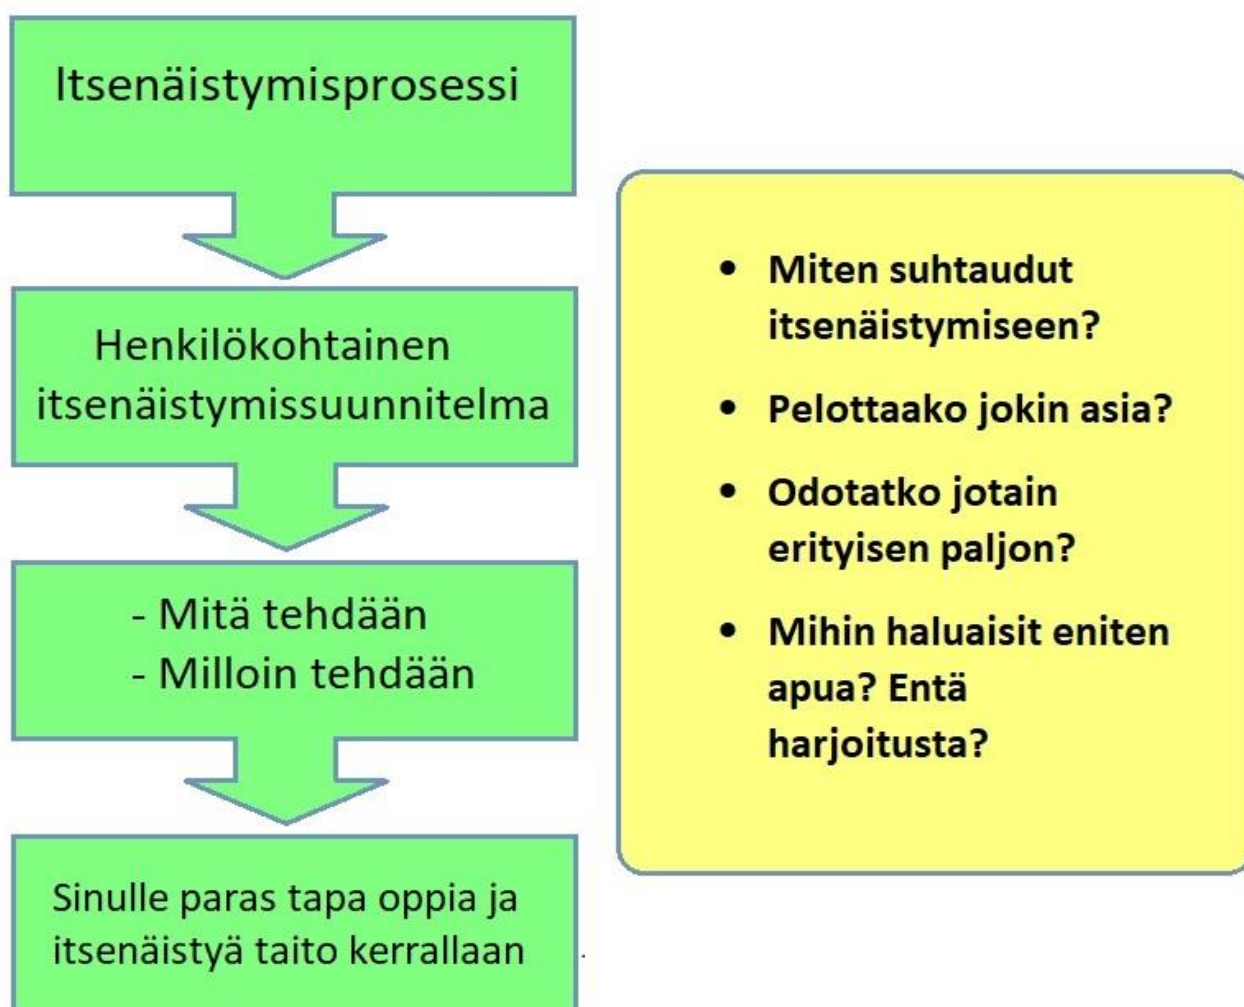 Itsenäistymisprosessi
Henkilökohtainen
itsenäistymissuunnitelma
- Mitä tehdään
- Milloin tehdään
Sinulle paras tapa oppia ja
itsenäistyä taito kerrallaan
• Miten suhtaudut
itsenäistymiseen?
• Pelottaako jokin asia?
• Odotatko jotain
erityisen paljon?
• Mihin haluaisit eniten
apua? Entä
harjoitusta?